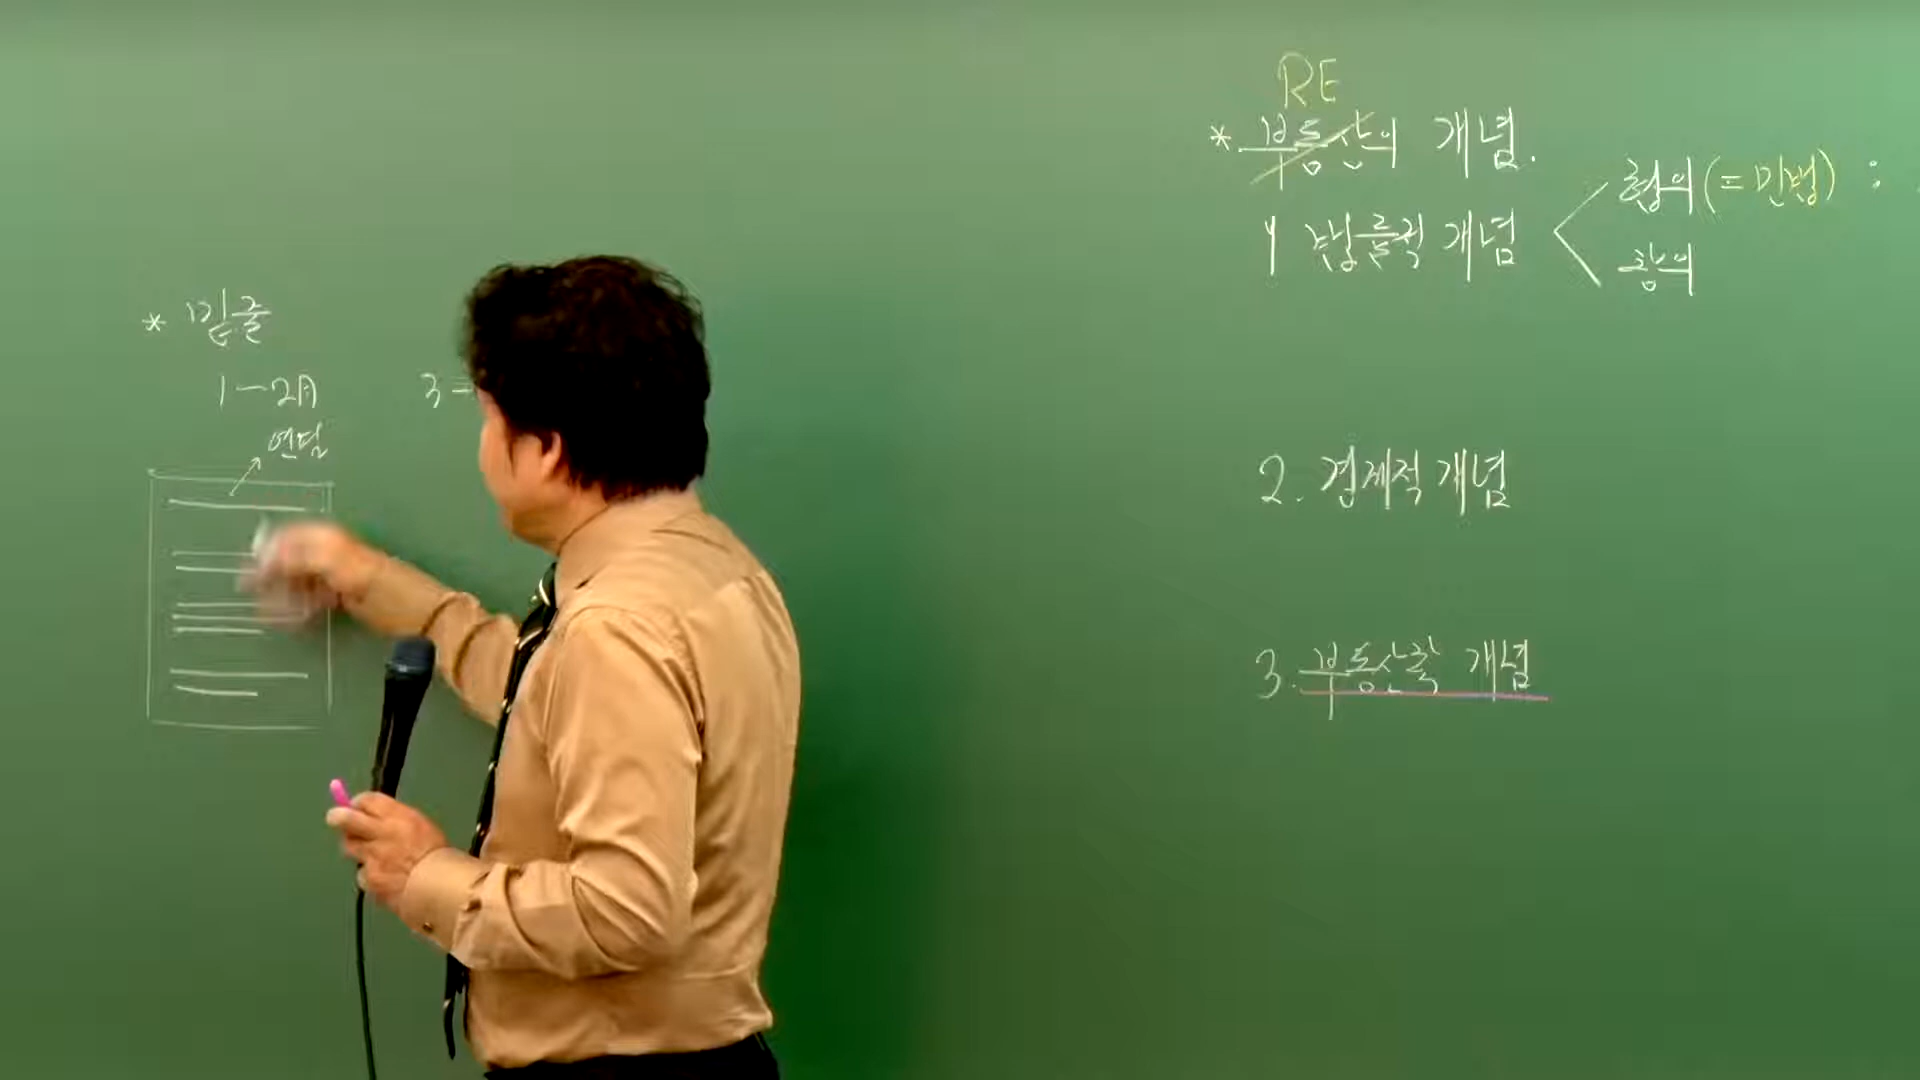 * 밑줄
1-2月
3=
연필
RE
* 부동산의 개념.
1 법률적 개념
협의(=민법) :
광의
2. 경제적 개념
3. 부동산학 개념